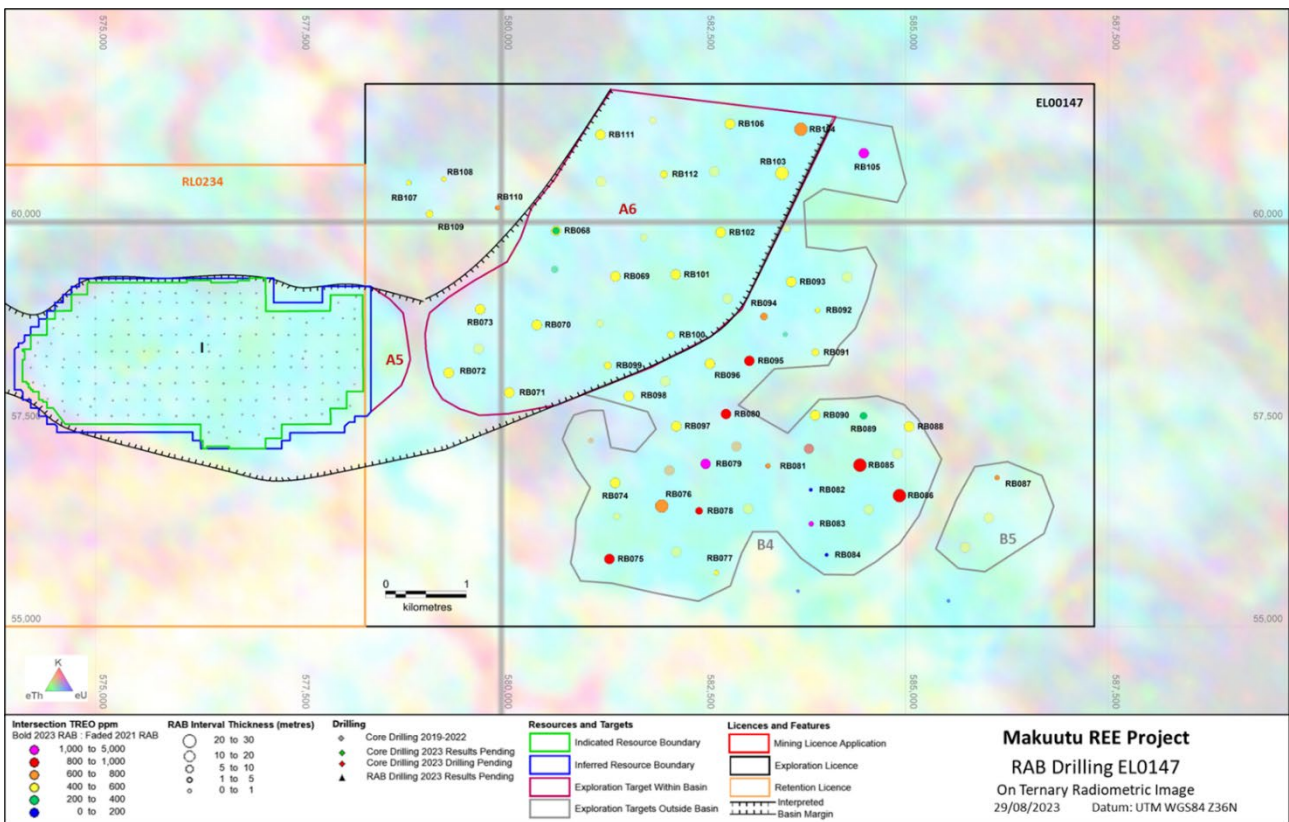 575,000
577,500
580,000
582,500
585,000
587,500
EL00147
RB106
RB104
RB111
RB103
RB105
RB108
RB112
RL0234
RB107
RB110
A6
RB109
60,000
60,000
RB068
RB102
RB069
RB101
RB093
RB094
RB092
RB073
RB070
RB100
I
A5
RB095
RB091
RB099
RB096
RB072
RB071
RB098
57,500
57,500
RB080
RB090
RB097
RB089
RB088
RB079
RB081
RB085
RB087
RB074
RB076
RB082
RB086
RB078
RB083
B4
B5
RB075
RB077
RB084
0 1
kilometres
55,000
55,000
575,000
577,500
580,000
582,500
585,000
587,500
K
eTh
eU
Intersection TREO ppm
Bold 2023 RAB : Faded 2021 RAB
1,000 to 5,000
800 to 1,000
600 to 800
400 to 600
200 to 400
0 to 200
RAB Interval Thickness (metres)
20 to 30
10 to 20
5 to 10
1 to 5
0 to 1
Drilling
Core Drilling 2019-2022
Core Drilling 2023 Results Pending
Core Drilling 2023 Drilling Pending
RAB Drilling 2023 Results Pending
Resources and Targets
Indicated Resource Boundary
Inferred Resource Boundary
Exploration Target Within Basin
Exploration Targets Outside Basin
Licences and Features
Mining Licence Application
Exploration Licence
Retention Licence
Interpreted
Basin Margin
Makuutu REE Project
RAB Drilling EL0147
On Ternary Radiometric Image
29/08/2023 Datum: UTM WGS84 Z36N